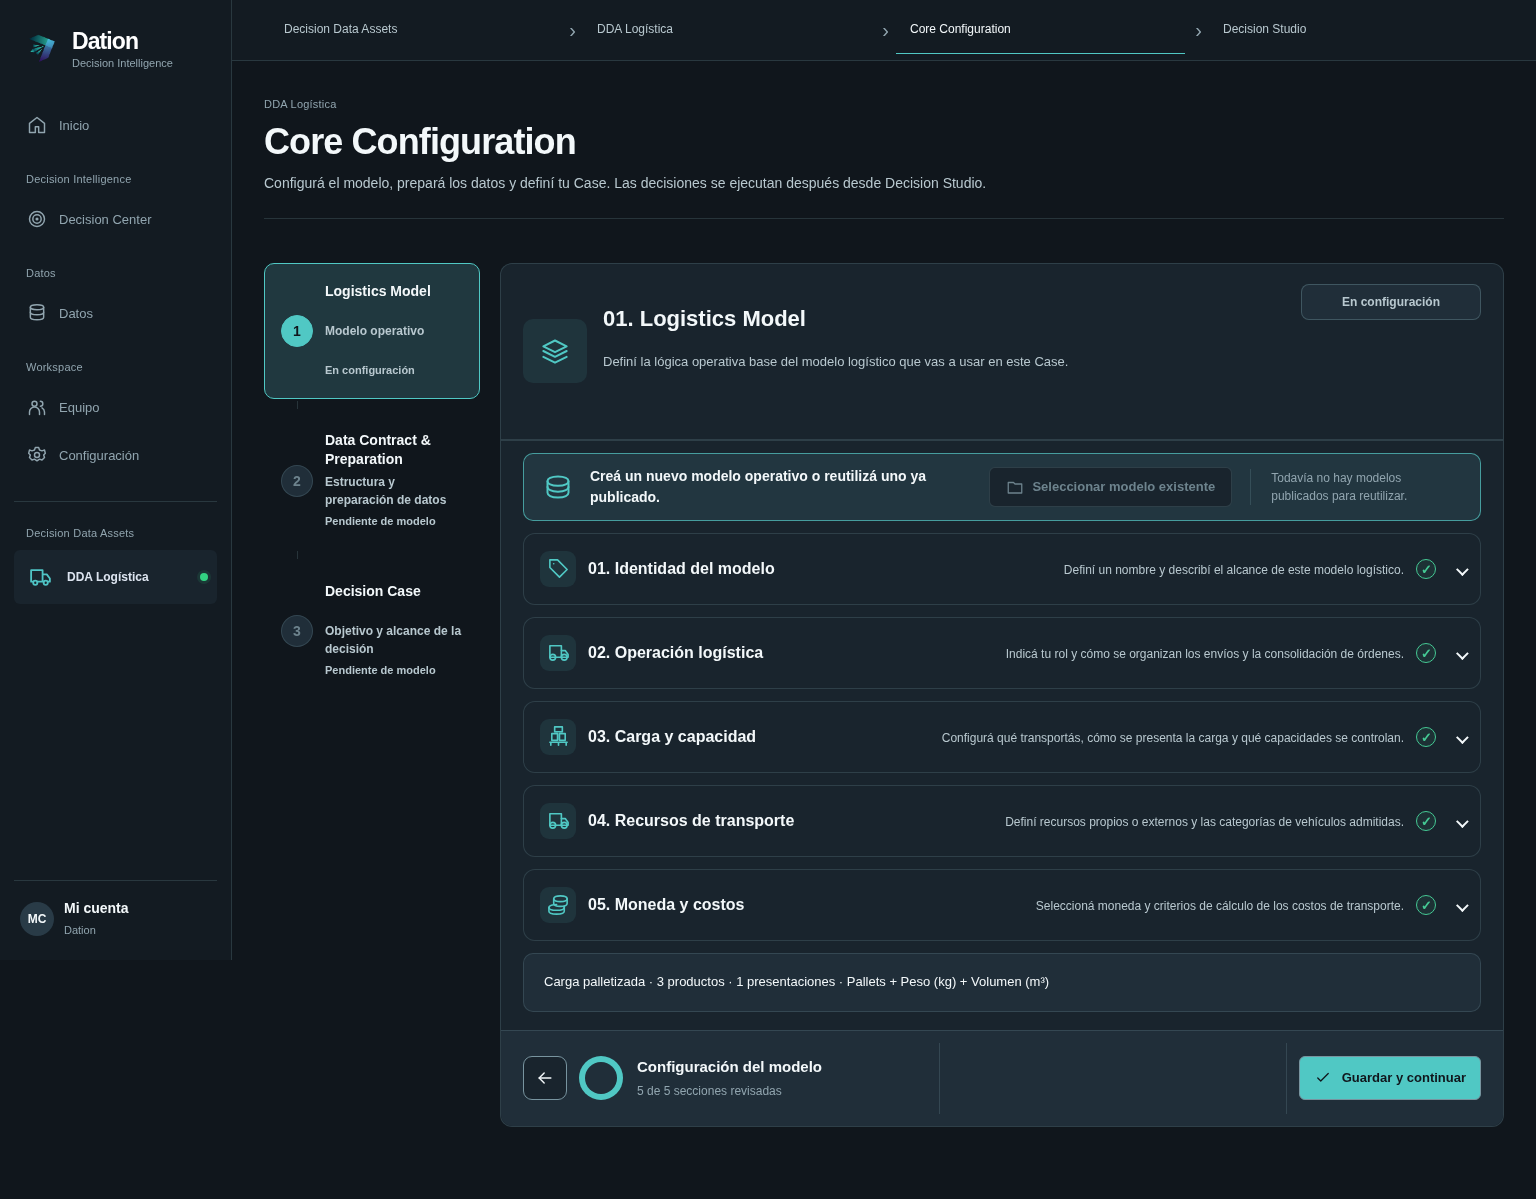 Dation
Decision Intelligence
Inicio
Decision Intelligence
Decision Center
Datos
Datos
Workspace
Equipo
Configuración
Decision Data Assets
DDA Logística
MC
Mi cuenta
Dation
Decision Data Assets
DDA Logística
Core Configuration
Decision Studio
DDA Logística
Core Configuration
Configurá el modelo, prepará los datos y definí tu Case. Las decisiones se ejecutan después desde Decision Studio.
Logistics Model
1
Modelo operativo
En configuración
Data Contract &
Preparation
2
Estructura y
preparación de datos
Pendiente de modelo
Decision Case
3
Objetivo y alcance de la
decisión
Pendiente de modelo
01. Logistics Model
Definí la lógica operativa base del modelo logístico que vas a usar en este Case.
En configuración
Creá un nuevo modelo operativo o reutilizá uno ya
publicado.
Seleccionar modelo existente
Todavía no hay modelos
publicados para reutilizar.
01. Identidad del modelo
Definí un nombre y describí el alcance de este modelo logístico.
02. Operación logística
Indicá tu rol y cómo se organizan los envíos y la consolidación de órdenes.
03. Carga y capacidad
Configurá qué transportás, cómo se presenta la carga y qué capacidades se controlan.
04. Recursos de transporte
Definí recursos propios o externos y las categorías de vehículos admitidas.
05. Moneda y costos
Seleccioná moneda y criterios de cálculo de los costos de transporte.
Carga palletizada · 3 productos · 1 presentaciones · Pallets + Peso (kg) + Volumen (m³)
Configuración del modelo
5 de 5 secciones revisadas
Guardar y continuar